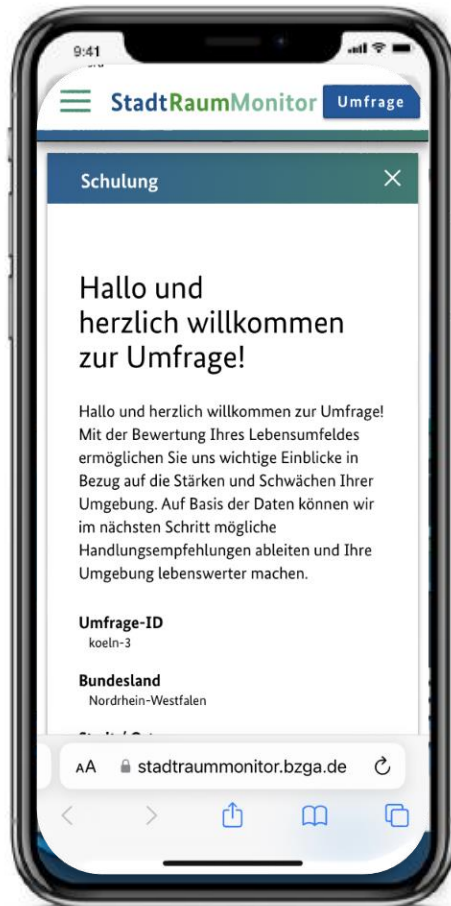 9:41
StadtRaumMonitor Umfrage
Schulung
Hallo und
herzlich willkommen
zur Umfrage!
Hallo und herzlich willkommen zur Umfrage!
Mit der Bewertung Ihres Lebensumfeldes
ermöglichen Sie uns wichtige Einblicke in
Bezug auf die Stärken und Schwächen Ihrer
Umgebung. Auf Basis der Daten können wir
im nächsten Schritt mögliche
Handlungsempfehlungen ableiten und Ihre
Umgebung lebenswerter machen.
Umfrage-ID
koeln-3
Bundesland
Nordrhein-Westfalen
AA stadtraummonitor.bzga.de